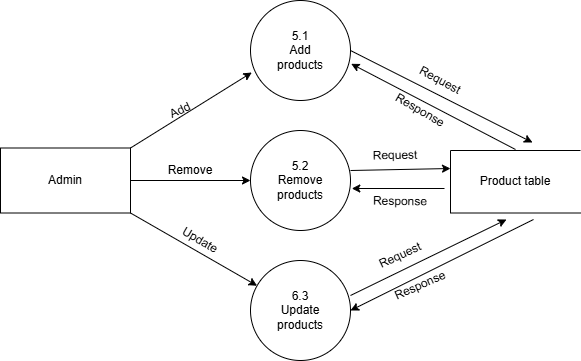 5.1
Add
products
Request
Response
Add
Admin
Remove
5.2
Remove
products
Request
Response
Product table
Update
6.3
Update
products
Request
Response